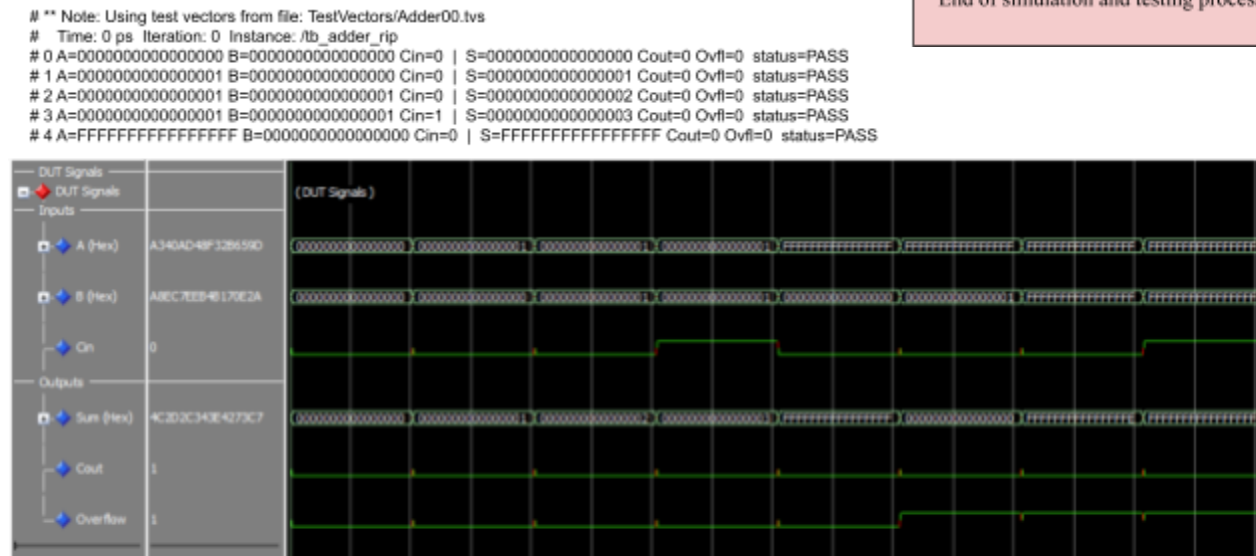 End of simulation and testing process
# ** Note: Using test vectors from file: TestVectors/Adder00.tvs
# Time: 0 ps Iteration: 0 Instance: /tb_adder_rip
# 0 A=0000000000000000 B=0000000000000000 Cin=0 | S=0000000000000000 Cout=0 Ovfl=0 status=PASS
# 1 A=0000000000000001 B=0000000000000000 Cin=0 | S=0000000000000001 Cout=0 Ovfl=0 status=PASS
# 2 A=0000000000000001 B=0000000000000001 Cin=0 | S=0000000000000002 Cout=0 Ovfl=0 status=PASS
# 3 A=0000000000000001 B=0000000000000001 Cin=1 | S=0000000000000003 Cout=0 Ovfl=0 status=PASS
# 4 A=FFFFFFFFFFFFFFFF B=0000000000000000 Cin=0 | S=FFFFFFFFFFFFFFFF Cout=0 Ovfl=0 status=PASS
DUT Signals
DUT Signals (DUT Signals)
Inputs
A (Hex) A340AD48F32B659D
B (Hex) A8EC7EEB4B170E2A
Cin 0
Outputs
Sum (Hex) 4C2D2C343E4273C7
Cout 1
Overflow 1